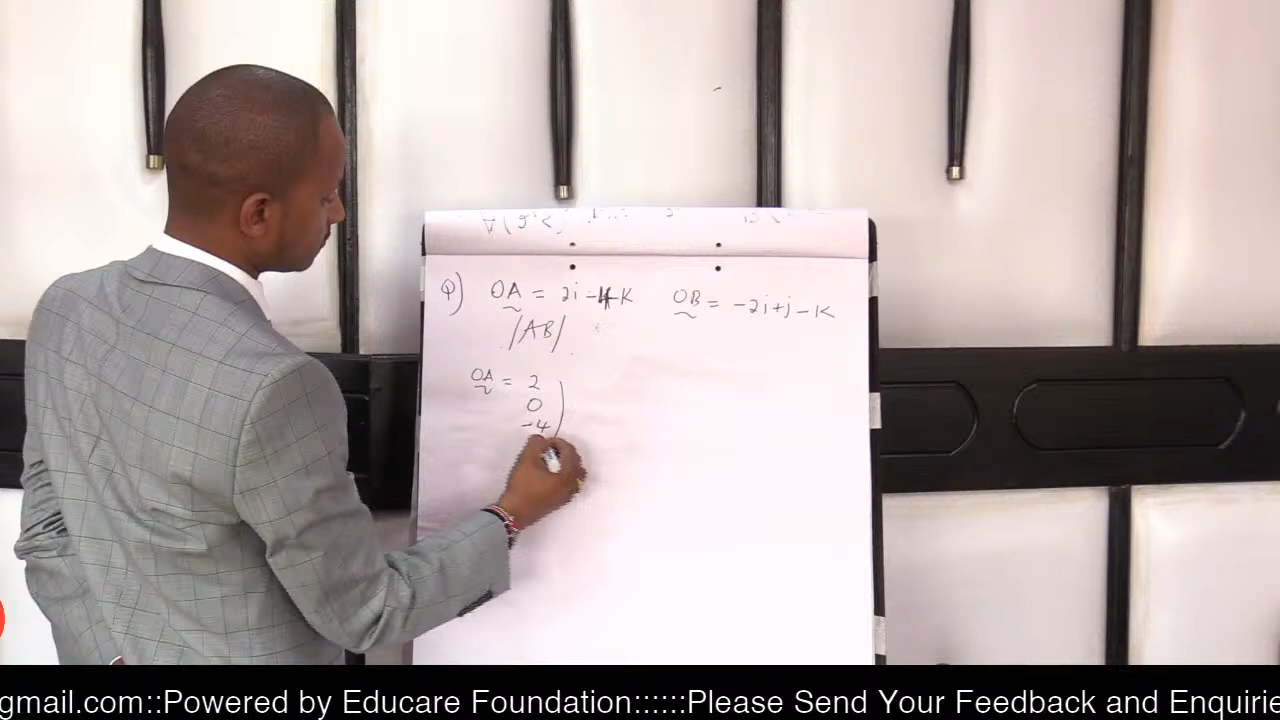 Q) OA = 2i - 4k OB = -2i+j-k
|AB|
OA = 2
0
-4
gmail.com::Powered by Educare Foundation::::::Please Send Your Feedback and Enquirie